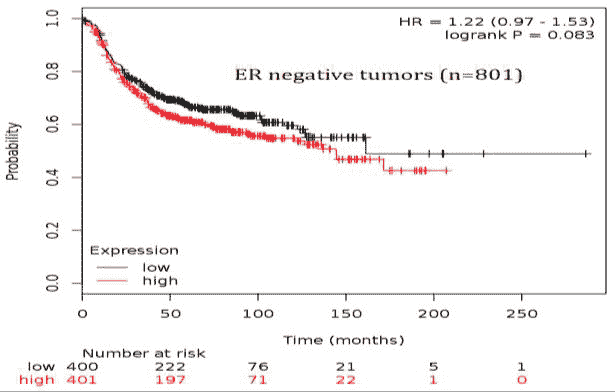 HR = 1.22 (0.97 - 1.53)
logrank P = 0.083
ER negative tumors (n=801)
Probability
1.0
0.8
0.6
0.4
0.2
0.0
Expression
low
high
0 50 100 150 200 250
Time (months)
Number at risk
low 400 222 76 21 5 1
high 401 197 71 22 1 0